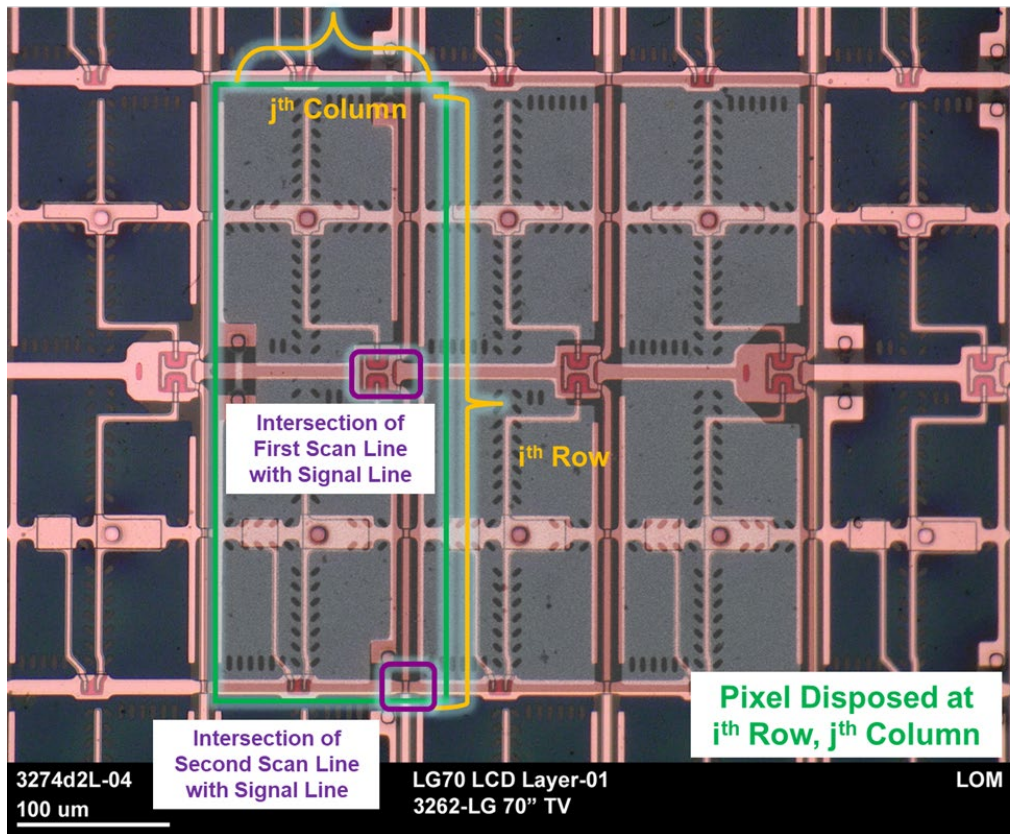 jth Column
Intersection of
First Scan Line
with Signal Line
ith Row
Pixel Disposed at
ith Row, jth Column
Intersection of
Second Scan Line
with Signal Line
3274d2L-04
100 um
LG70 LCD Layer-01
3262-LG 70” TV
LOM